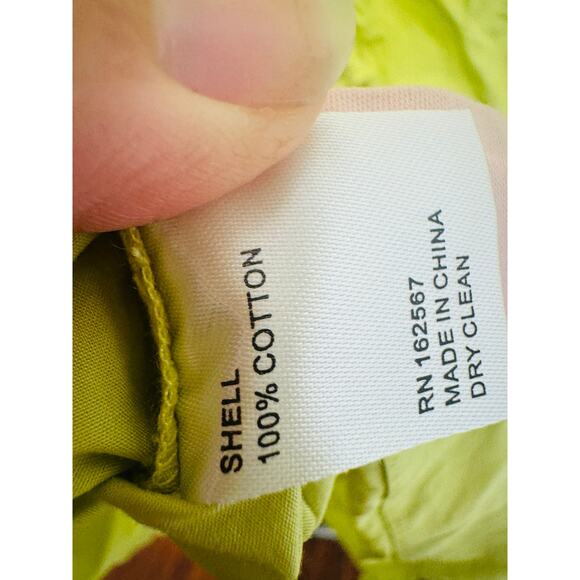 SHELL
100% COTTON
RN 162567
MADE IN CHINA
DRY CLEAN